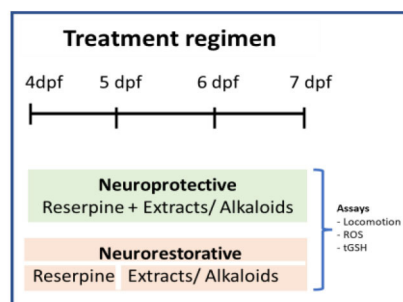 Treatment regimen
4dpf 5 dpf 6 dpf 7 dpf
Neuroprotective
Reserpine + Extracts/ Alkaloids
Neurorestorative
Reserpine Extracts/ Alkaloids
Assays
- Locomotion
- ROS
- tGSH